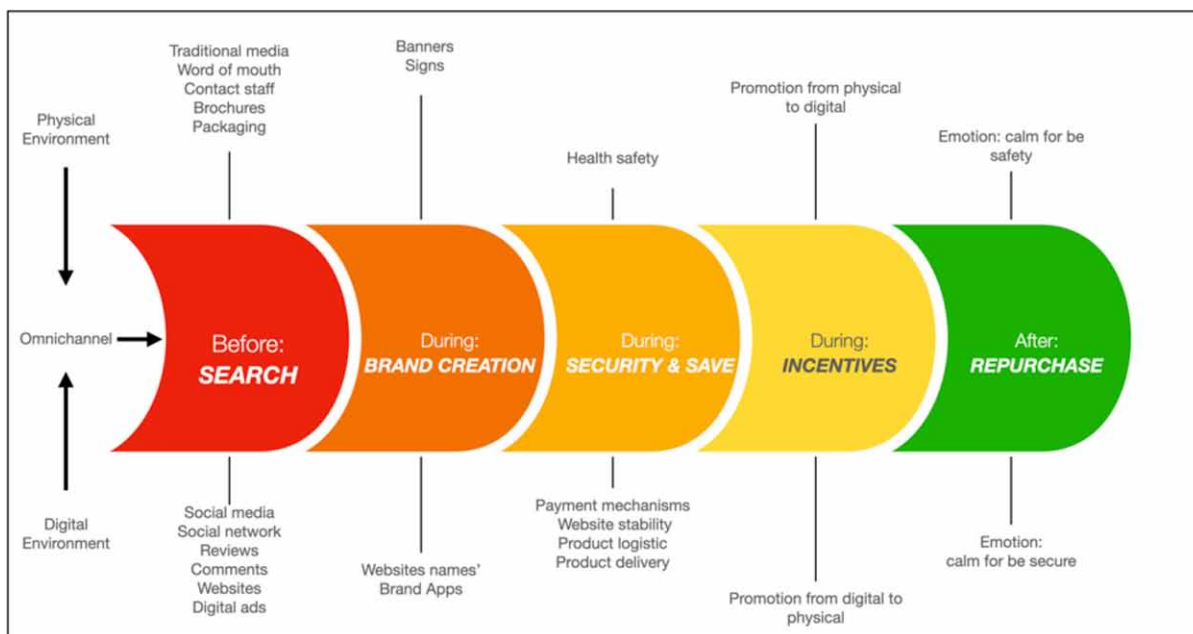 Traditional media
Word of mouth
Contact staff
Brochures
Packaging
Banners
Signs
Promotion from physical
to digital
Physical
Environment
Health safety
Emotion: calm for be
safety
Omnichannel
Before:
SEARCH
During:
BRAND CREATION
During:
SECURITY & SAVE
During:
INCENTIVES
After:
REPURCHASE
Digital
Environment
Social media
Social network
Reviews
Comments
Websites
Digital ads
Websites names'
Brand Apps
Payment mechanisms
Website stability
Product logistic
Product delivery
Promotion from digital to
physical
Emotion:
calm for be secure